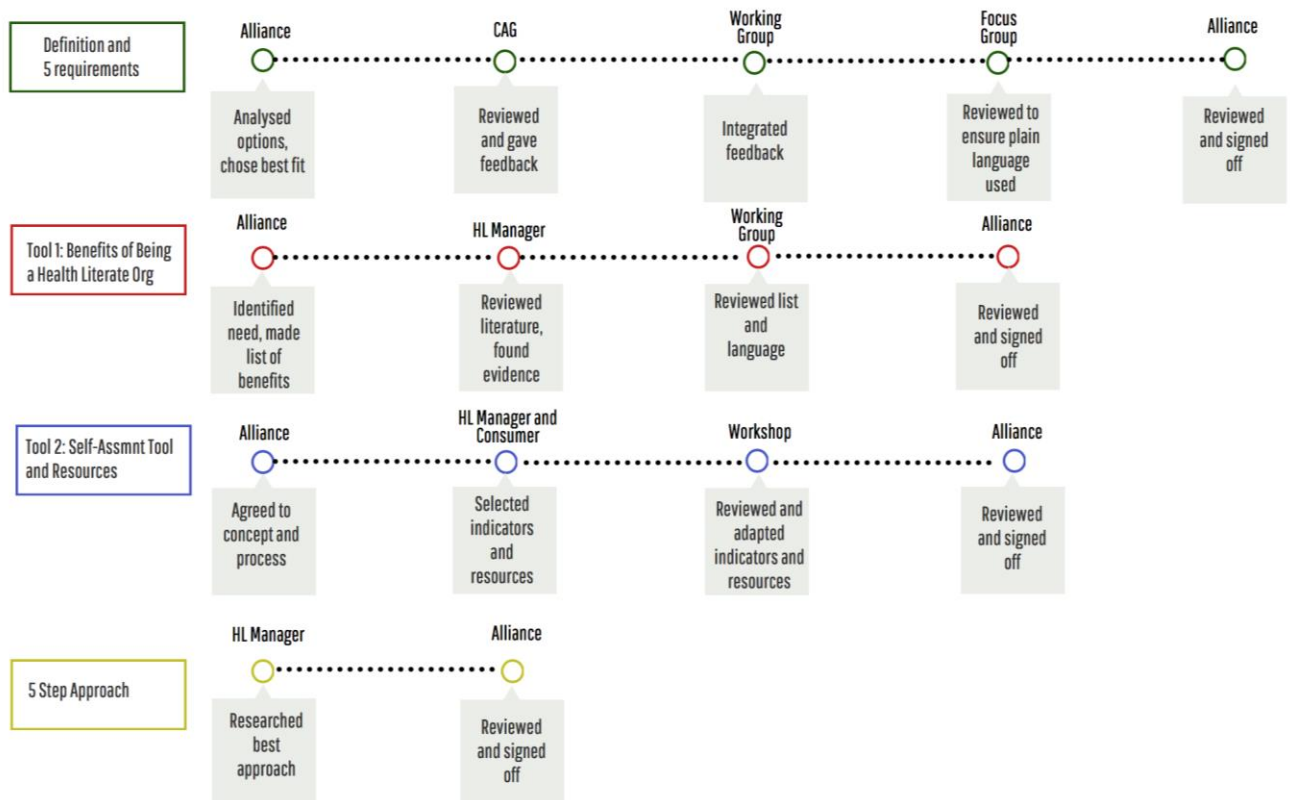 Definition and
5 requirements
Alliance
CAG
Working
Group
Focus
Group
Alliance
Analysed
options,
chose best fit
Reviewed
and gave
feedback
Integrated
feedback
Reviewed to
ensure plain
language
used
Reviewed
and signed
off
Tool 1: Benefits of Being
a Health Literate Org
Alliance
HL Manager
Working
Group
Alliance
Identified
need, made
list of
benefits
Reviewed
literature,
found
evidence
Reviewed list
and
language
Reviewed
and signed
off
Tool 2: Self-Assmnt Tool
and Resources
Alliance
HL Manager and
Consumer
Workshop
Alliance
Agreed to
concept and
process
Selected
indicators
and
resources
Reviewed and
adapted
indicators and
resources
Reviewed
and signed
off
5 Step Approach
HL Manager
Alliance
Researched
best
approach
Reviewed
and signed
off